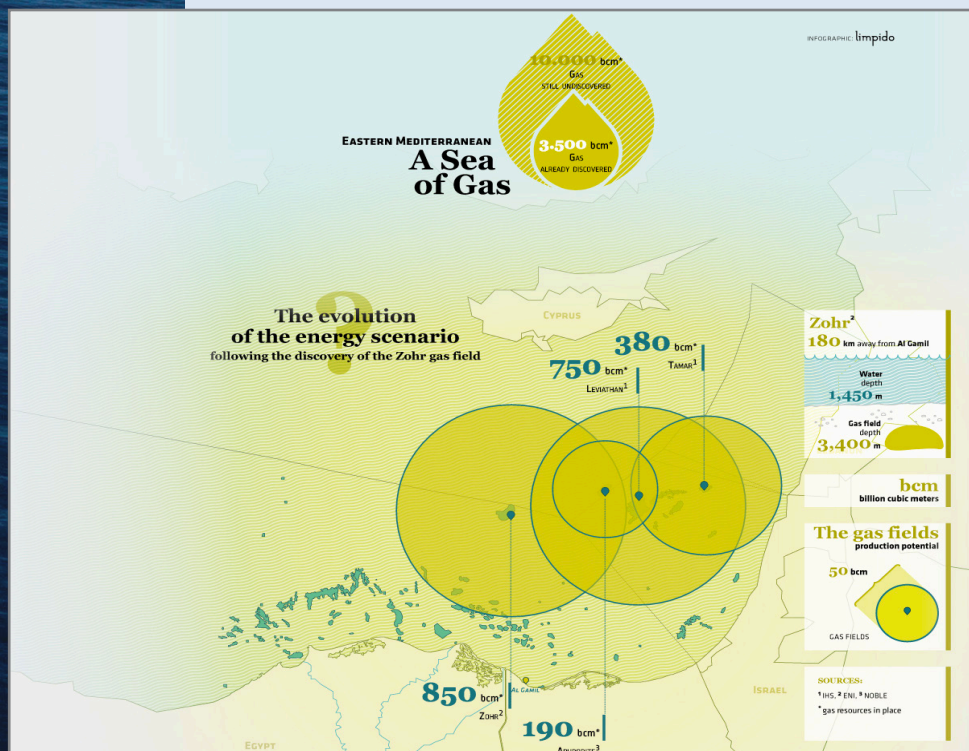 INFOGRAPHIC: limpido
10.000 bcm*
GAS
STILL UNDISCOVERED
3.500 bcm*
GAS
ALREADY DISCOVERED
EASTERN MEDITERRANEAN
A Sea
of Gas
?
The evolution
of the energy scenario
following the discovery of the Zohr gas field
CYPRUS
380 bcm*
TAMAR¹
750 bcm*
LEVIATHAN¹
Zohr²
180 km away from Al Gamil
Water
depth
1,450 m
Gas field
depth
3,400 m
bcm
billion cubic meters
The gas fields
production potential
50 bcm
GAS FIELDS
SOURCES:
¹ IHS, ² ENI, ³ NOBLE
* gas resources in place
AL GAMIL
850 bcm*
ZOHR²
190 bcm*
APHRODITE³
ISRAEL
EGYPT